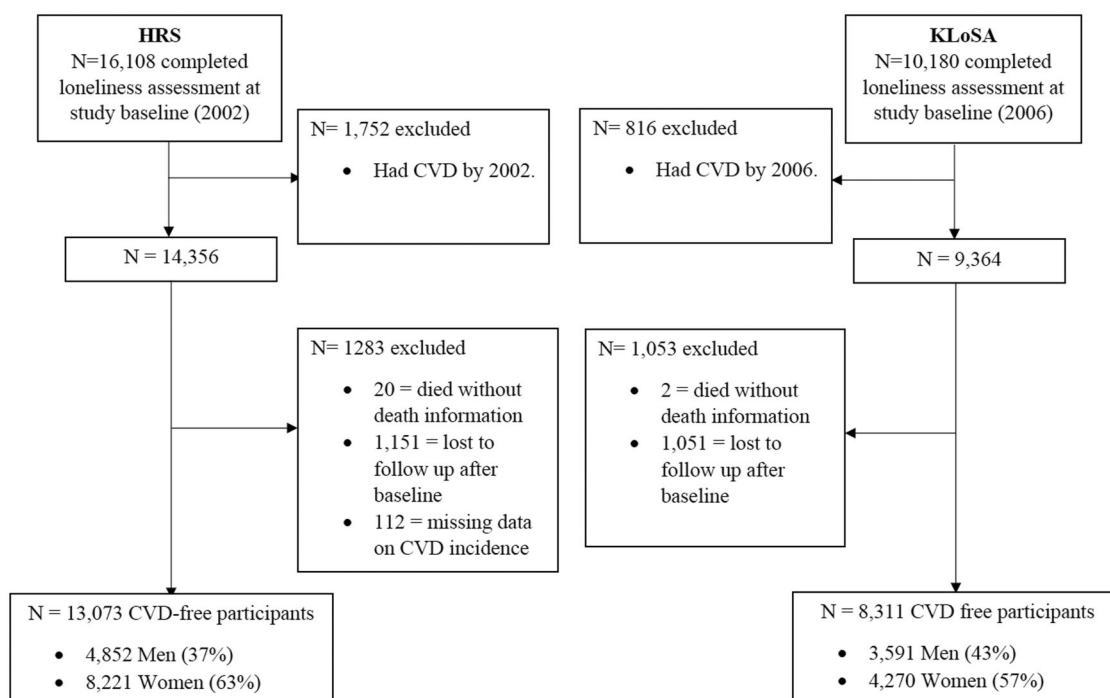 HRS
N=16,108 completed
loneliness assessment at
study baseline (2002)
N= 1,752 excluded
• Had CVD by 2002.
N = 14,356
N= 1283 excluded
• 20 = died without
death information
• 1,151 = lost to
follow up after
baseline
• 112 = missing data
on CVD incidence
N = 13,073 CVD-free participants
• 4,852 Men (37%)
• 8,221 Women (63%)
KLoSA
N=10,180 completed
loneliness assessment at
study baseline (2006)
N= 816 excluded
• Had CVD by 2006.
N = 9,364
N= 1,053 excluded
• 2 = died without
death information
• 1,051 = lost to
follow up after
baseline
N = 8,311 CVD free participants
• 3,591 Men (43%)
• 4,270 Women (57%)